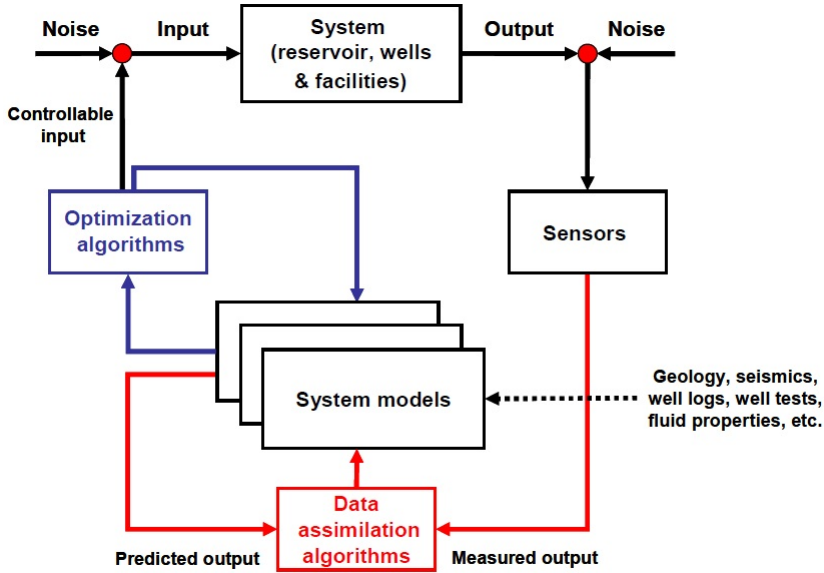 Noise
Input
System
(reservoir, wells
& facilities)
Output
Noise
Controllable
input
Optimization
algorithms
Sensors
System models
Geology, seismics,
well logs, well tests,
fluid properties, etc.
Data
assimilation
algorithms
Predicted output
Measured output